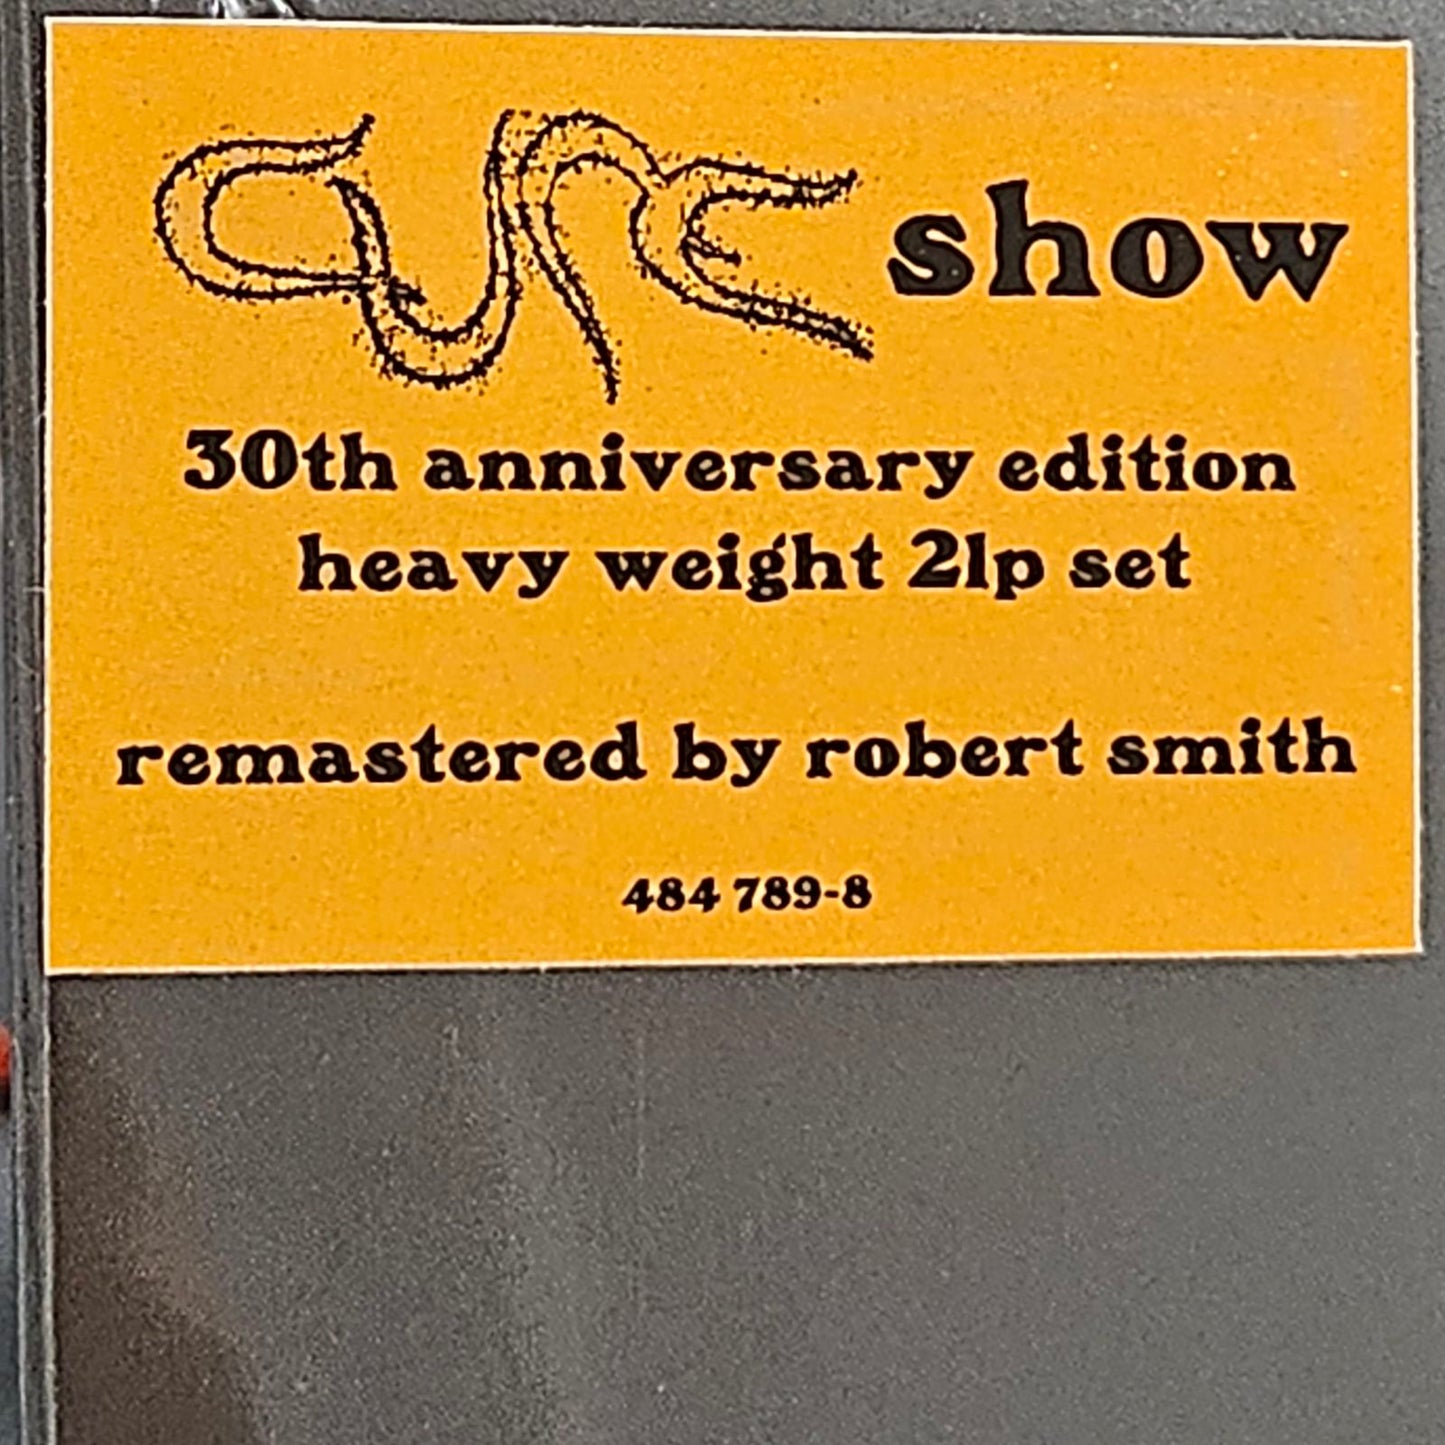 cure show
30th anniversary edition
heavy weight 2lp set
remastered by robert smith
484 789-8